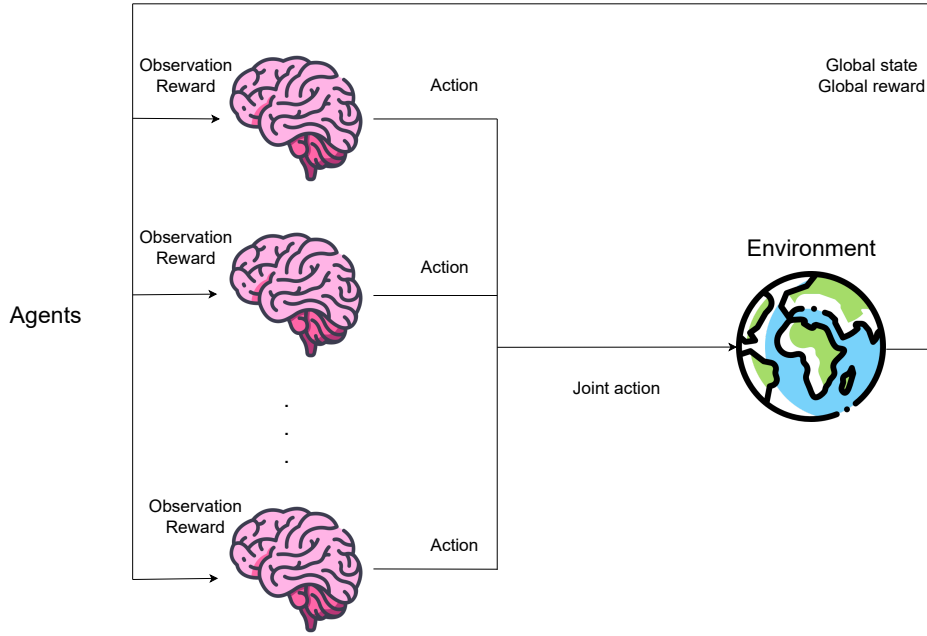 Observation
Reward
Action
Global state
Global reward
Observation
Reward
Action
Environment
Agents
Joint action
.
.
.
Observation
Reward
Action